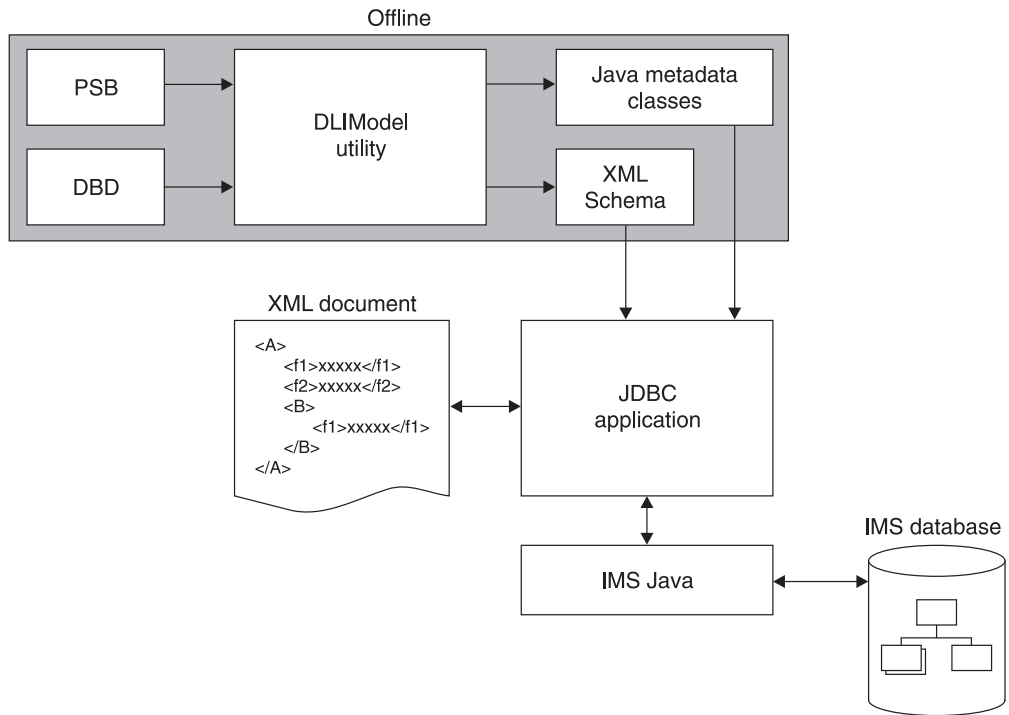 Offline
PSB
DLIModel
utility
Java metadata
classes
DBD
XML
Schema
XML document
<A>
<f1>xxxxx</f1>
<f2>xxxxx</f2>
<B>
<f1>xxxxx</f1>
</B>
</A>
JDBC
application
IMS Java
IMS database